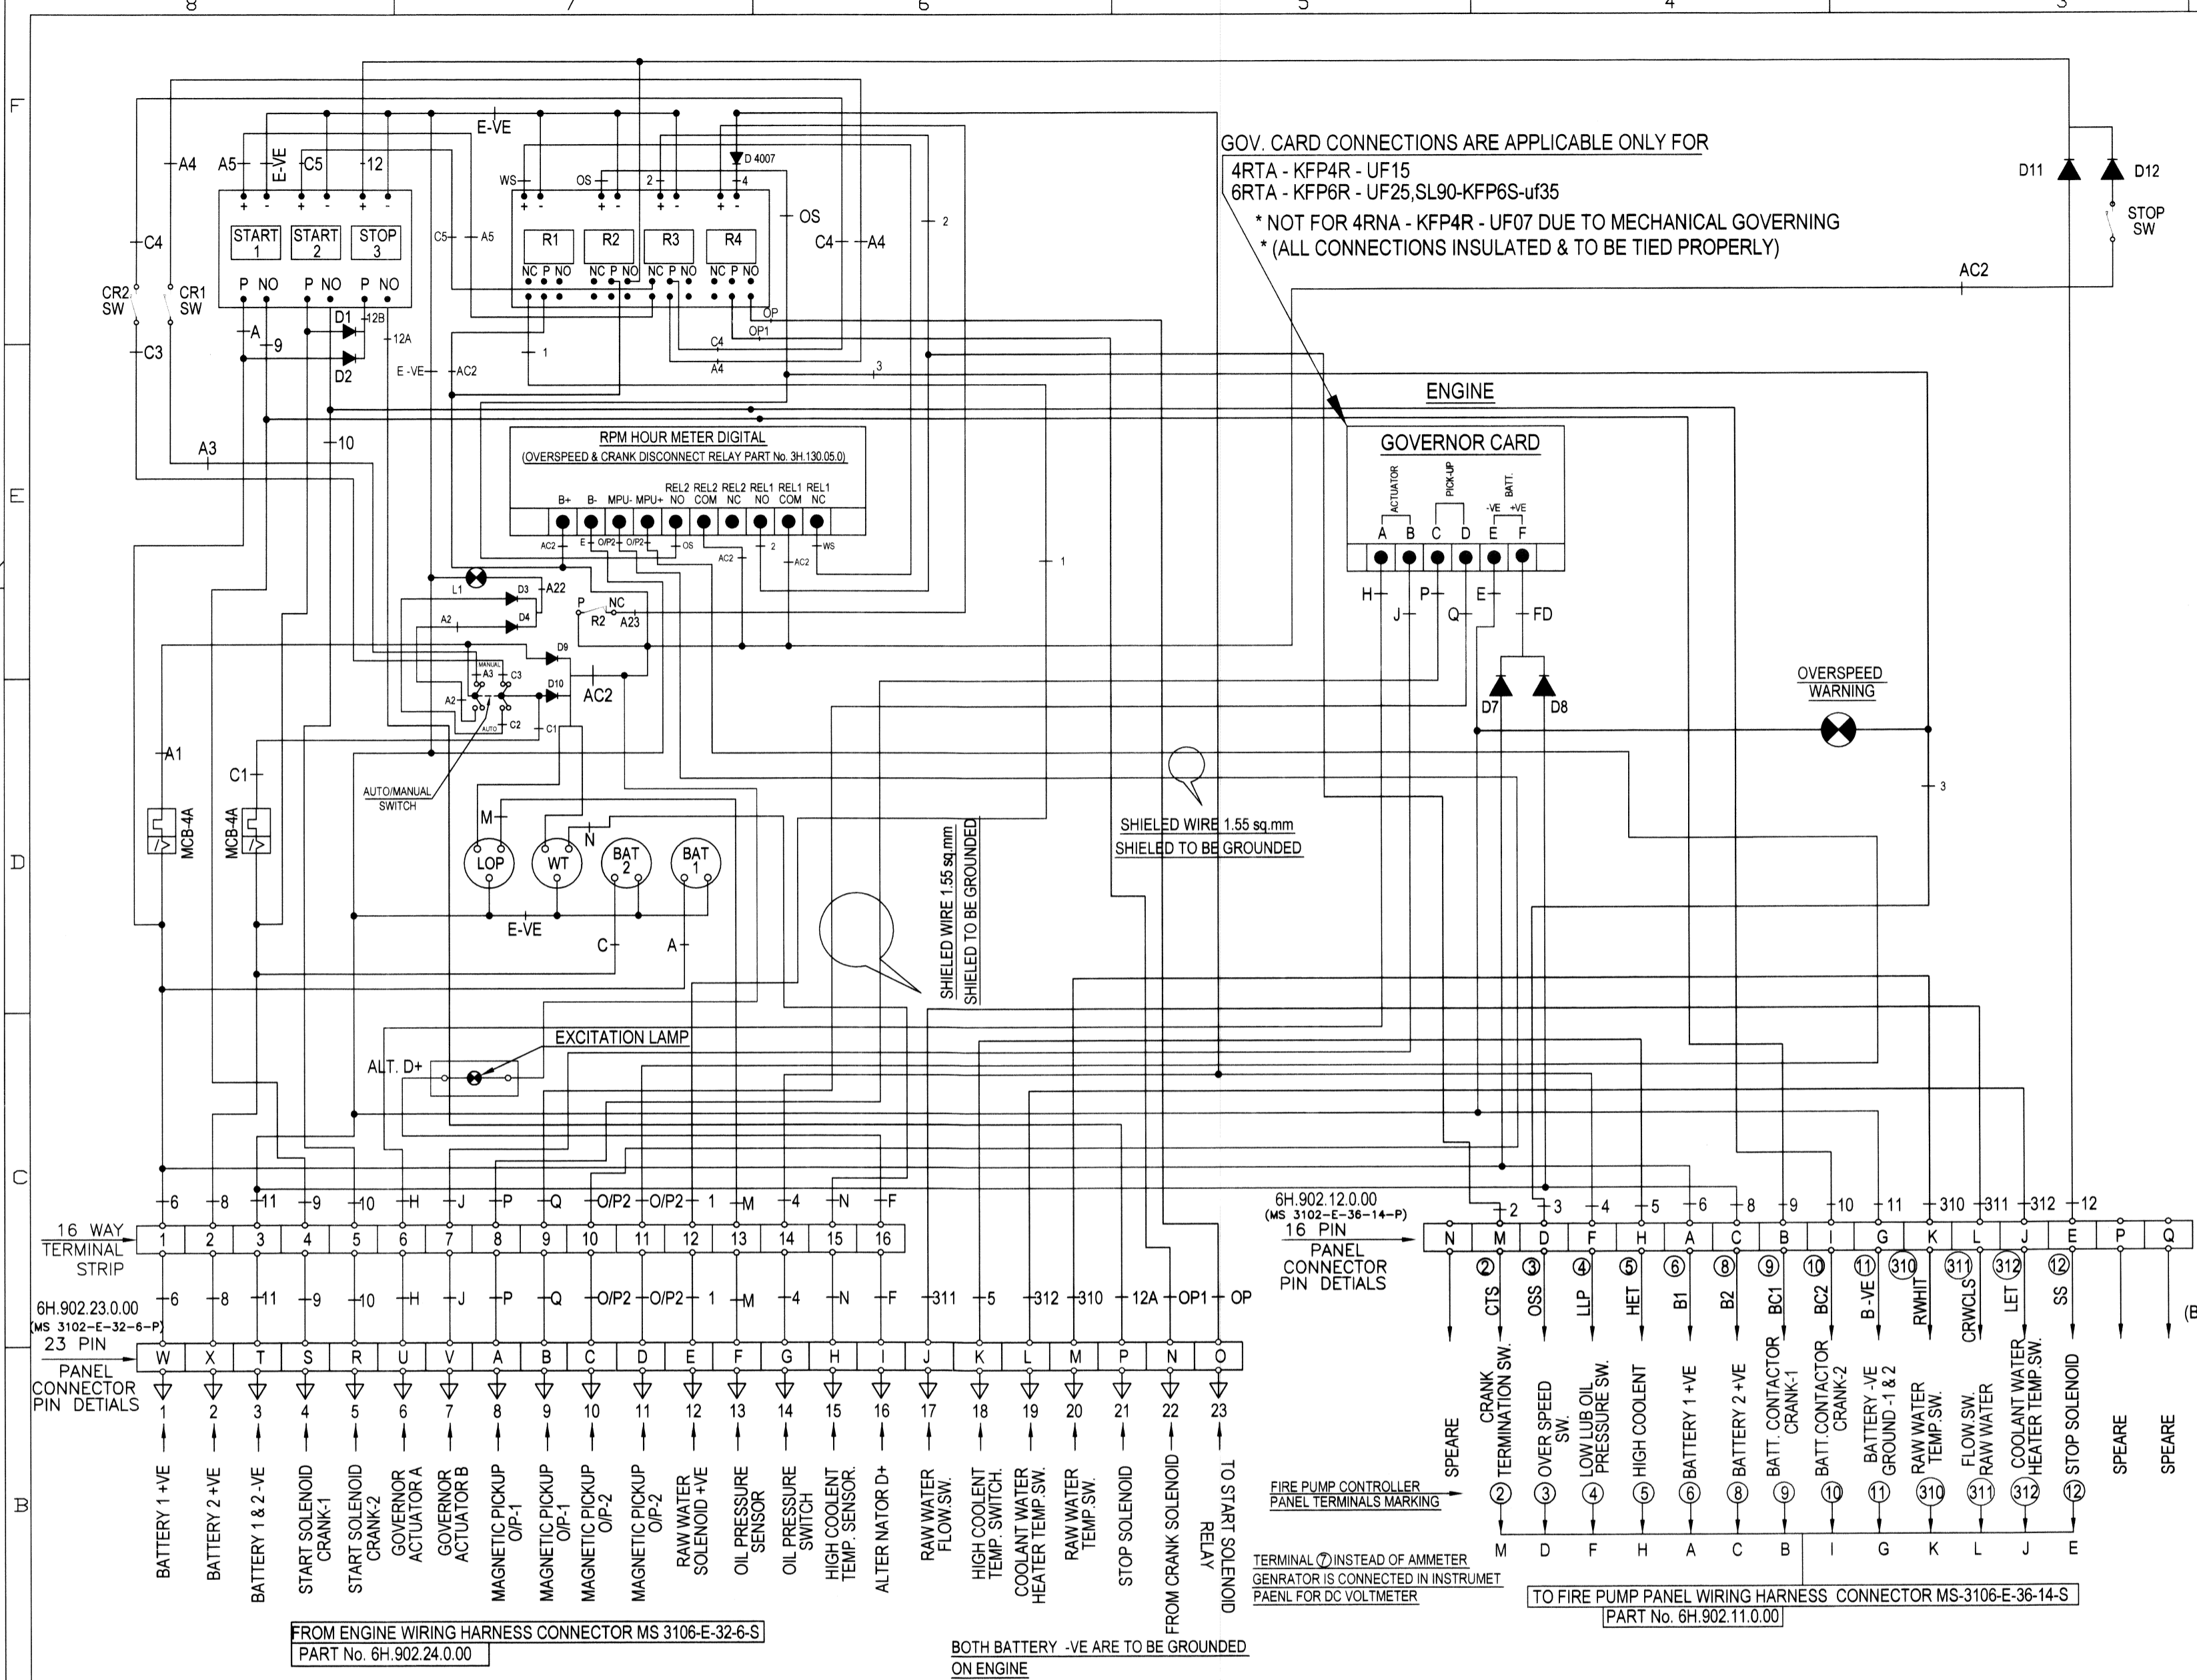 8 7 6 5 4 3
F
E
D
C
B
A4
A5
E-VE
C5
12
E-VE
D 4007
WS
OS
2
4
START 1
START 2
STOP 3
P NO P NO P NO
R1
R2
R3
R4
NC P NO NC P NO NC P NO NC P NO
C4
C5
A5
OS
C4
A4
2
CR2 SW
CR1 SW
C3
A
9
D1
D2
12B
12A
OP
OP1
C4
A4
1
3
E -VE
AC2
10
A3
GOV. CARD CONNECTIONS ARE APPLICABLE ONLY FOR
4RTA - KFP4R - UF15
6RTA - KFP6R - UF25,SL90-KFP6S-uf35
* NOT FOR 4RNA - KFP4R - UF07 DUE TO MECHANICAL GOVERNING
* (ALL CONNECTIONS INSULATED & TO BE TIED PROPERLY)
D11
D12
STOP SW
AC2
ENGINE
RPM HOUR METER DIGITAL
(OVERSPEED & CRANK DISCONNECT RELAY PART No. 3H.130.05.0)
REL2 REL2 REL2 REL1 REL1 REL1
B+ B- MPU- MPU+ NO COM NC NO COM NC
AC2 E O/P2 O/P2 OS AC2 2 AC2 WS
GOVERNOR CARD
ACTUATOR
PICK-UP
BATT.
-VE +VE
A B C D E F
H
J
P
Q
E
FD
D7
D8
1
L1
D3
A22
A2
D4
P NC
R2
A23
D9
MANUAL
A3
C3
D10
AC2
A2
C2
AUTO
C1
OVERSPEED
WARNING
3
A1
C1
MCB-4A
MCB-4A
AUTO/MANUAL
SWITCH
M
N
LOP
WT
BAT 2
BAT 1
E-VE
C
A
SHIELED WIRE 1.55 sq.mm
SHIELED TO BE GROUNDED
SHIELED WIRE 1.55 sq.mm
SHIELED TO BE GROUNDED
EXCITATION LAMP
ALT. D+
6 8 11 9 10 H J P Q O/P2 O/P2 1 M 4 N F
16 WAY
TERMINAL
STRIP
1 2 3 4 5 6 7 8 9 10 11 12 13 14 15 16
6H.902.23.0.00
(MS 3102-E-32-6-P)
23 PIN
PANEL
CONNECTOR
PIN DETIALS
6 8 11 9 10 H J P Q O/P2 O/P2 1 M 4 N F 311 5 312 310 12A OP1 OP
W X T S R U V A B C D E F G H I J K L M P N O
1 2 3 4 5 6 7 8 9 10 11 12 13 14 15 16 17 18 19 20 21 22 23
BATTERY 1 +VE
BATTERY 2 +VE
BATTERY 1 & 2 -VE
START SOLENOID
CRANK-1
START SOLENOID
CRANK-2
GOVERNOR
ACTUATOR A
GOVERNOR
ACTUATOR B
MAGNETIC PICKUP
O/P-1
MAGNETIC PICKUP
O/P-1
MAGNETIC PICKUP
O/P-2
MAGNETIC PICKUP
O/P-2
RAW WATER
SOLENOID +VE
OIL PRESSURE
SENSOR
OIL PRESSURE
SWITCH
HIGH COOLENT
TEMP. SENSOR.
ALTER NATOR D+
RAW WATER
FLOW.SW.
HIGH COOLENT
TEMP. SWITCH.
COOLANT WATER
HEATER TEMP.SW.
RAW WATER
TEMP.SW.
STOP SOLENOID
FROM CRANK SOLENOID
TO START SOLENOID
RELAY
6H.902.12.0.00
(MS 3102-E-36-14-P)
16 PIN
PANEL
CONNECTOR
PIN DETIALS
2 3 4 5 6 8 9 10 11 310 311 312 12
N M D F H A C B I G K L J E P Q
2 3 4 5 6 8 9 10 11 310 311 312 12
CTS OSS LLP HET B1 B2 BC1 BC2 B -VE RWHIT CRWCLS LET SS
(B
SPEARE
CRANK
TERMINATION SW.
OVER SPEED
SW.
LOW LUB OIL
PRESSURE SW.
HIGH COOLENT
BATTERY 1 +VE
BATTERY 2 +VE
BATT. CONTACTOR
CRANK-1
BATT.CONTACTOR
CRANK-2
BATTERY -VE
GROUND -1 & 2
RAW WATER
TEMP.SW.
FLOW.SW.
RAW WATER
COOLANT WATER
HEATER TEMP.SW.
STOP SOLENOID
SPEARE
SPEARE
FIRE PUMP CONTROLLER
PANEL TERMINALS MARKING
2 3 4 5 6 8 9 10 11 310 311 312 12
M D F H A C B I G K L J E
TERMINAL 7 INSTEAD OF AMMETER
GENRATOR IS CONNECTED IN INSTRUMET
PAENL FOR DC VOLTMETER
TO FIRE PUMP PANEL WIRING HARNESS CONNECTOR MS-3106-E-36-14-S
PART No. 6H.902.11.0.00
FROM ENGINE WIRING HARNESS CONNECTOR MS 3106-E-32-6-S
PART No. 6H.902.24.0.00
BOTH BATTERY -VE ARE TO BE GROUNDED
ON ENGINE